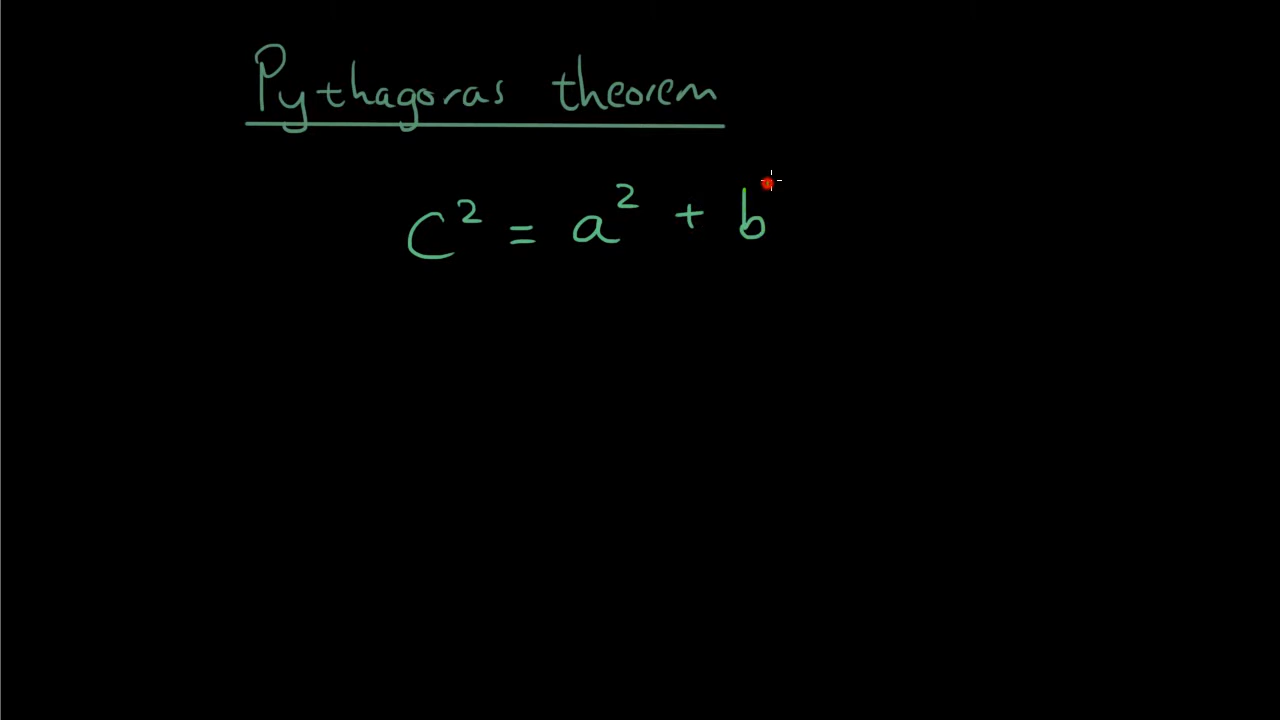 Pythagoras theorem
c² = a² + b